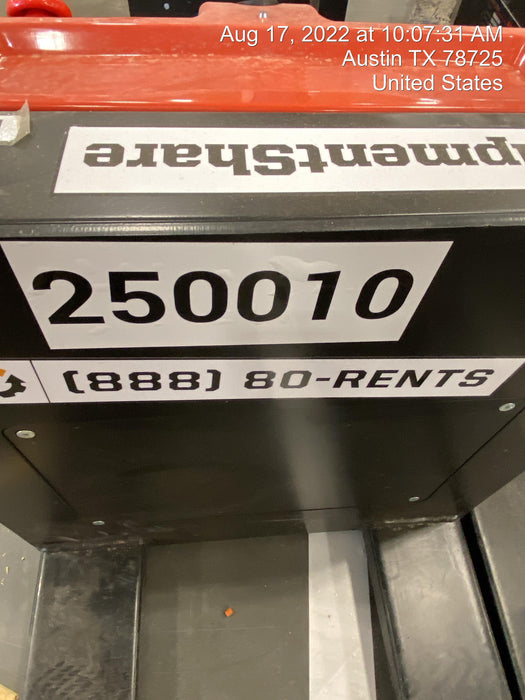 Aug 17, 2022 at 10:07:31 AM
Austin TX 78725
United States
pmentShare
250010
(888) 80-RENTS